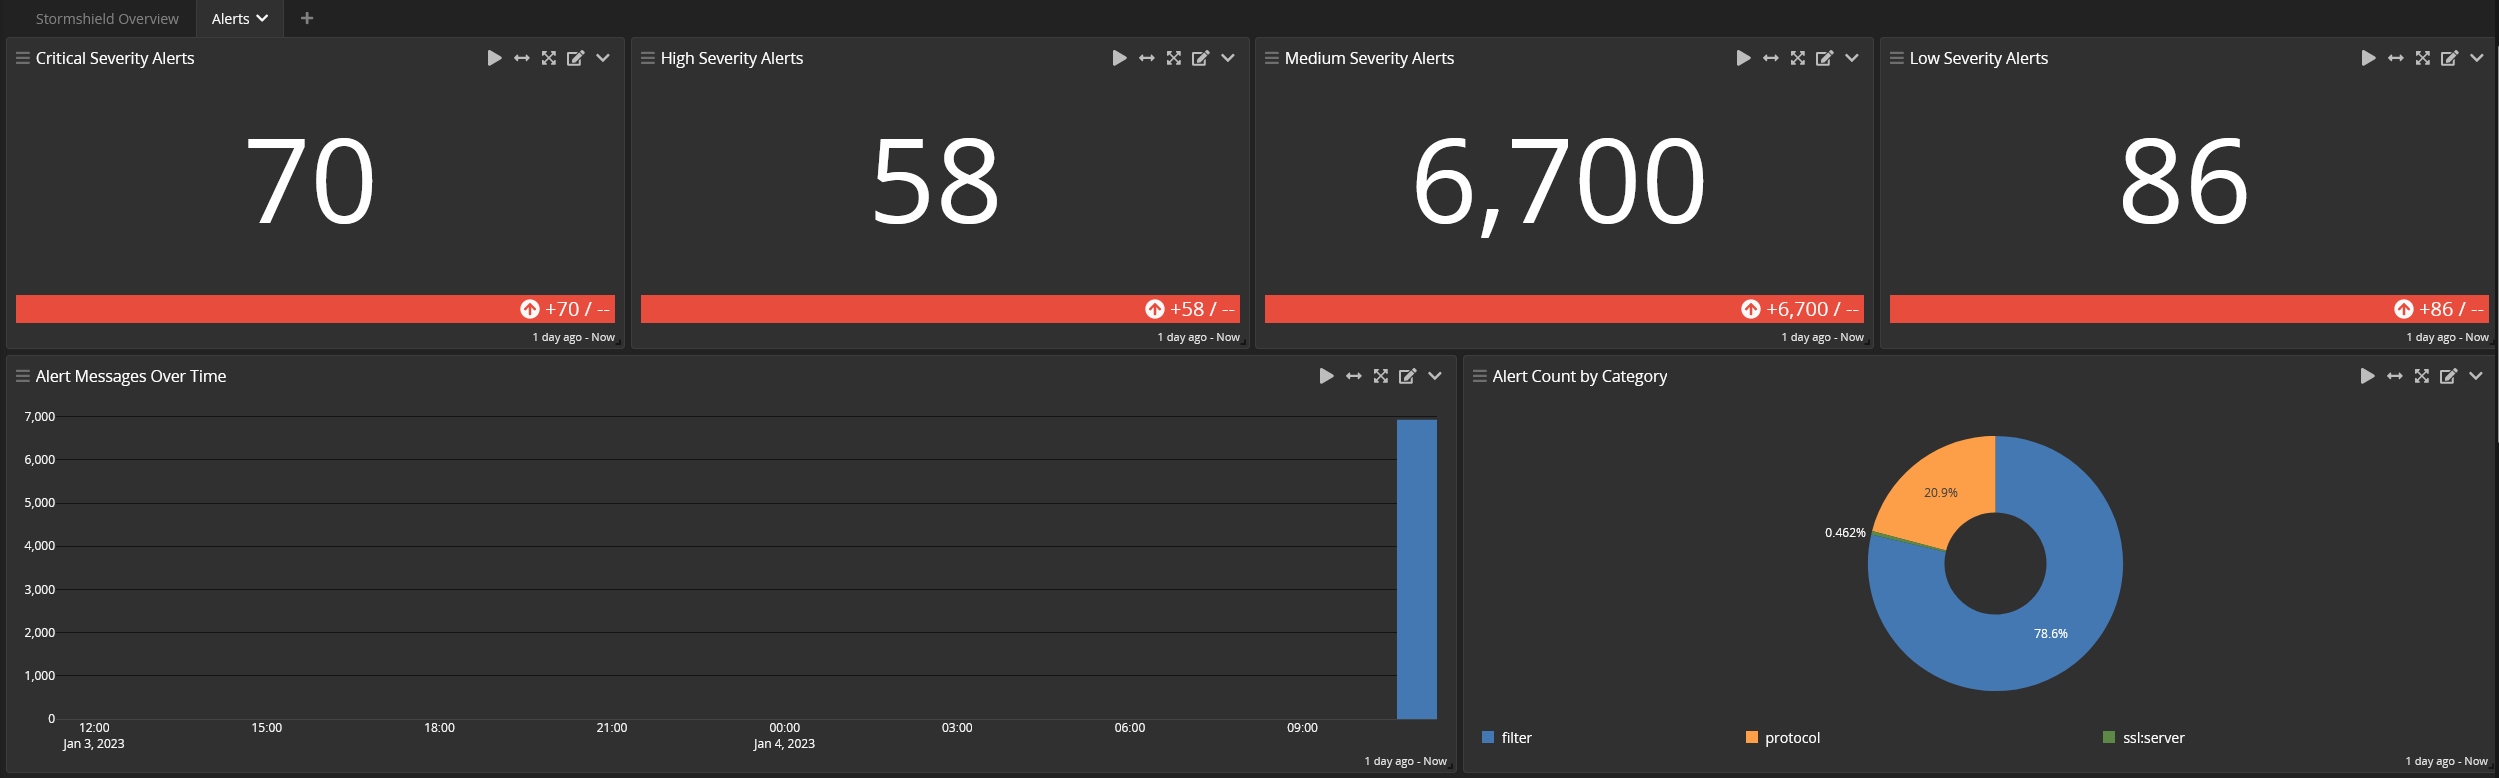 Stormshield Overview
Alerts
Critical Severity Alerts
70
+70 / --
1 day ago - Now
High Severity Alerts
58
+58 / --
1 day ago - Now
Medium Severity Alerts
6,700
+6,700 / --
1 day ago - Now
Low Severity Alerts
86
+86 / --
1 day ago - Now
Alert Messages Over Time
7,000
6,000
5,000
4,000
3,000
2,000
1,000
0
12:00 15:00 18:00 21:00 00:00 03:00 06:00 09:00
Jan 3, 2023 Jan 4, 2023
1 day ago - Now
Alert Count by Category
20.9%
0.462%
78.6%
filter protocol ssl:server
1 day ago - Now